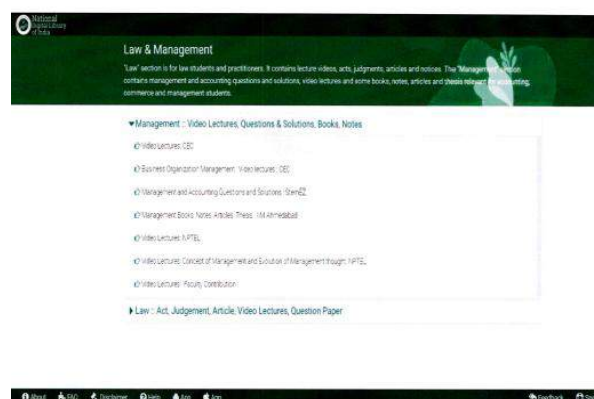 National
Digital Library
of India
Law & Management
"Law" section is for law students and practitioners. It contains lecture videos, acts, judgments, articles and notices. The "Management" section
contains management and accounting questions and solutions, video lectures and some books, notes, articles and thesis relevant for accounting,
commerce and management students.
▾Management :: Video Lectures, Questions & Solutions, Books, Notes
Video Lectures: CEC
Business Organization Management : Video lectures : CEC
Management and Accounting Questions and Solutions : StemEZ
Management Books, Notes, Articles, Thesis : IIM Ahmedabad
Video Lectures: NPTEL
Video Lectures: Concept of Management and Evolution of Management thought: NPTEL
Video Lectures : Faculty Contribution
▸Law :: Act, Judgement, Article, Video Lectures, Question Paper
About FAQ Disclaimer Help App App Feedback